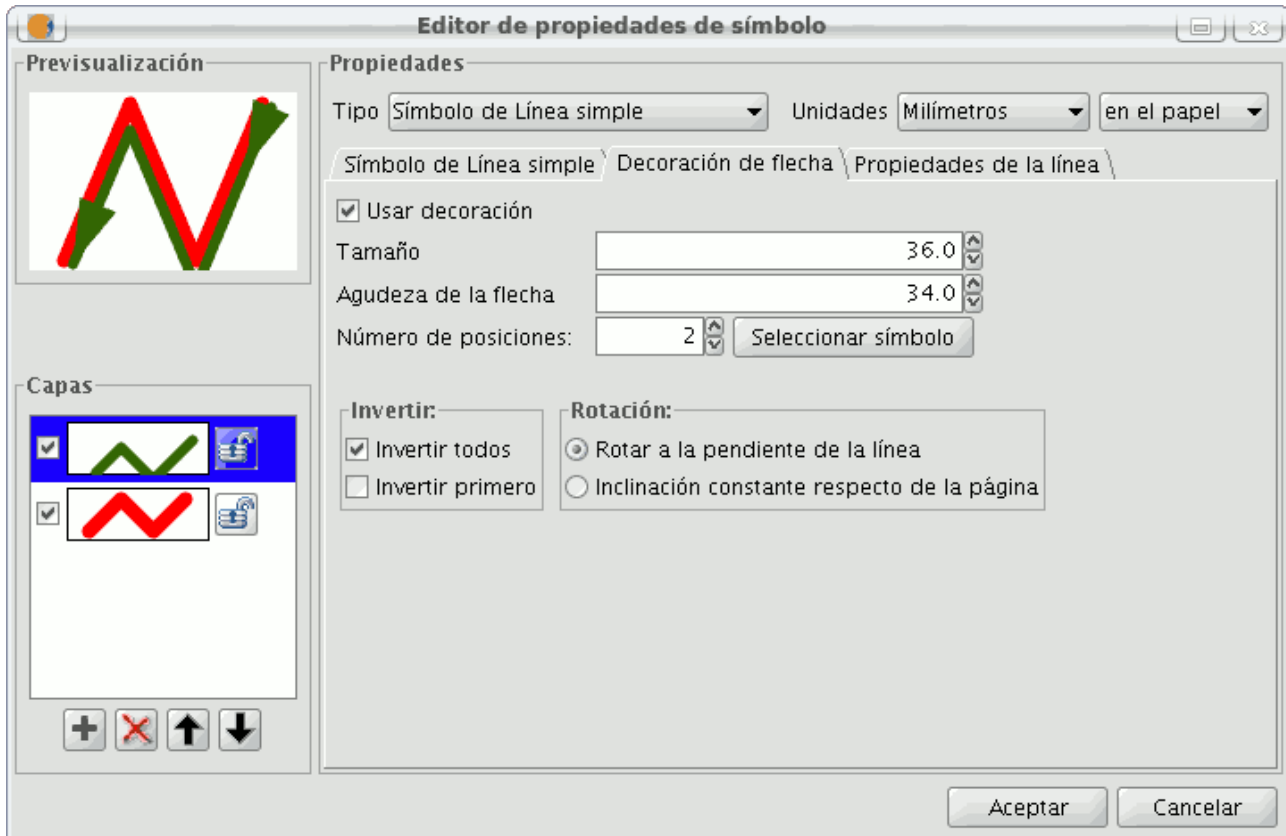 Editor de propiedades de símbolo
Previsualización
Propiedades
Tipo Símbolo de Línea simple Unidades Milímetros en el papel
Símbolo de Línea simple Decoración de flecha Propiedades de la línea
Usar decoración
Tamaño 36.0
Agudeza de la flecha 34.0
Número de posiciones: 2 Seleccionar símbolo
Capas
Invertir: Rotación:
Invertir todos Rotar a la pendiente de la línea
Invertir primero Inclinación constante respecto de la página
Aceptar Cancelar